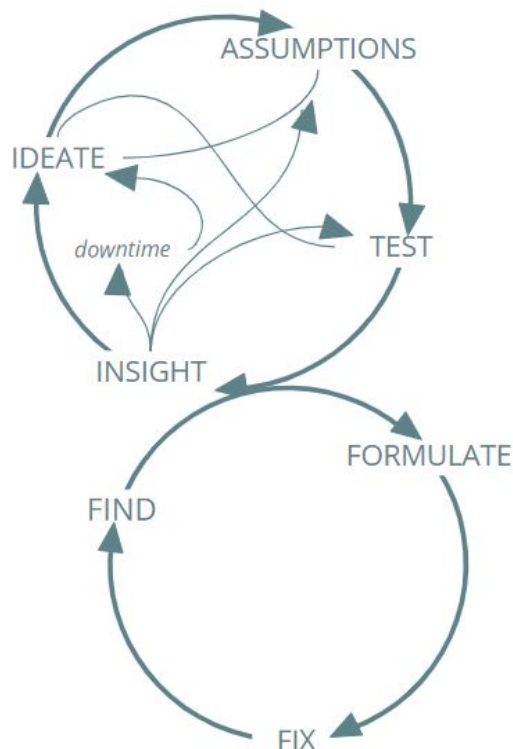 ASSUMPTIONS
IDEATE
TEST
downtime
INSIGHT
FORMULATE
FIND
FIX